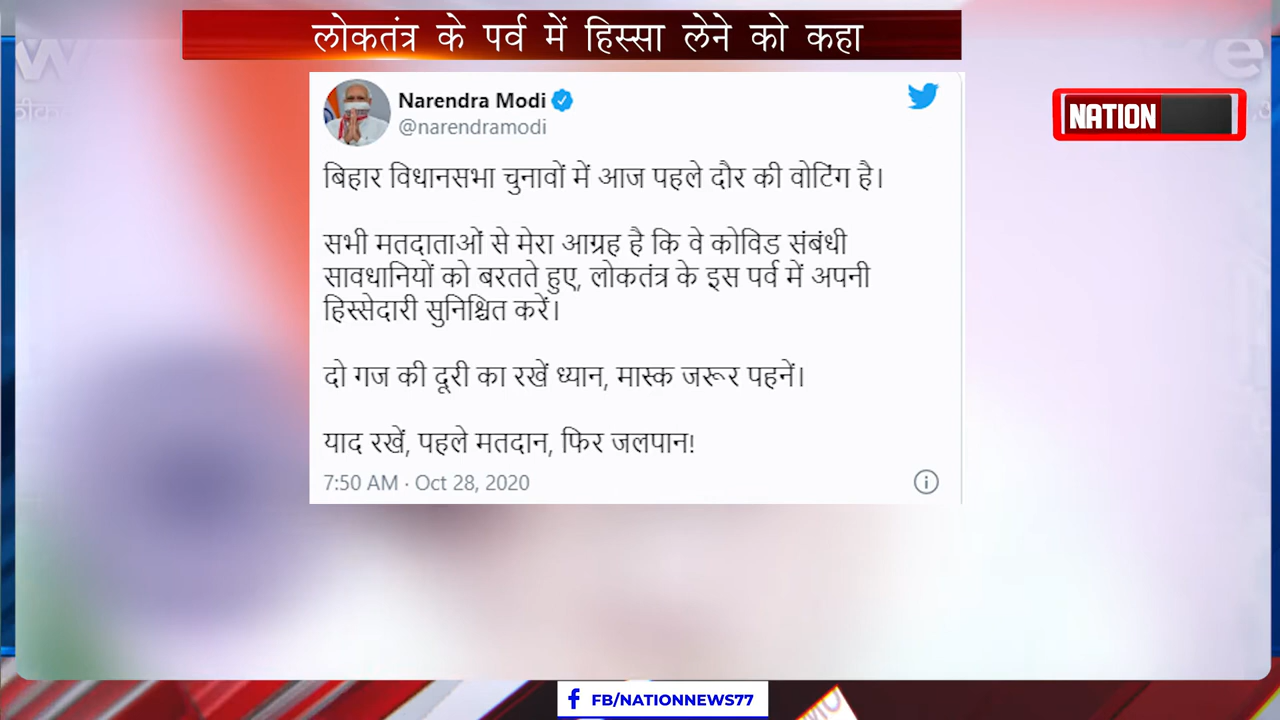 लोकतंत्र के पर्व में हिस्सा लेने को कहा
Narendra Modi
@narendramodi
NATION
बिहार विधानसभा चुनावों में आज पहले दौर की वोटिंग है।
सभी मतदाताओं से मेरा आग्रह है कि वे कोविड संबंधी
सावधानियों को बरतते हुए, लोकतंत्र के इस पर्व में अपनी
हिस्सेदारी सुनिश्चित करें।
दो गज की दूरी का रखें ध्यान, मास्क जरूर पहनें।
याद रखें, पहले मतदान, फिर जलपान!
7:50 AM · Oct 28, 2020
FB/NATIONNEWS77